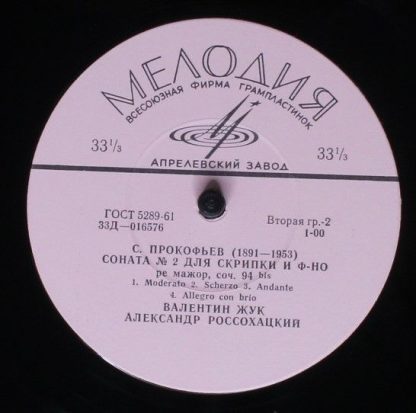 МЕЛОДИЯ
ВСЕСОЮЗНАЯ ФИРМА ГРАМПЛАСТИНОК
33⅓ 33⅓
АПРЕЛЕВСКИЙ ЗАВОД
ГОСТ 5289-61 Вторая гр.-2
33Д—016576 1-00
С. ПРОКОФЬЕВ (1891—1953)
СОНАТА № 2 ДЛЯ СКРИПКИ И Ф-НО
ре мажор, соч. 94 bis
1. Moderato 2. Scherzo 3. Andante
4. Allegro con brio
ВАЛЕНТИН ЖУК
АЛЕКСАНДР РОССОХАЦКИЙ